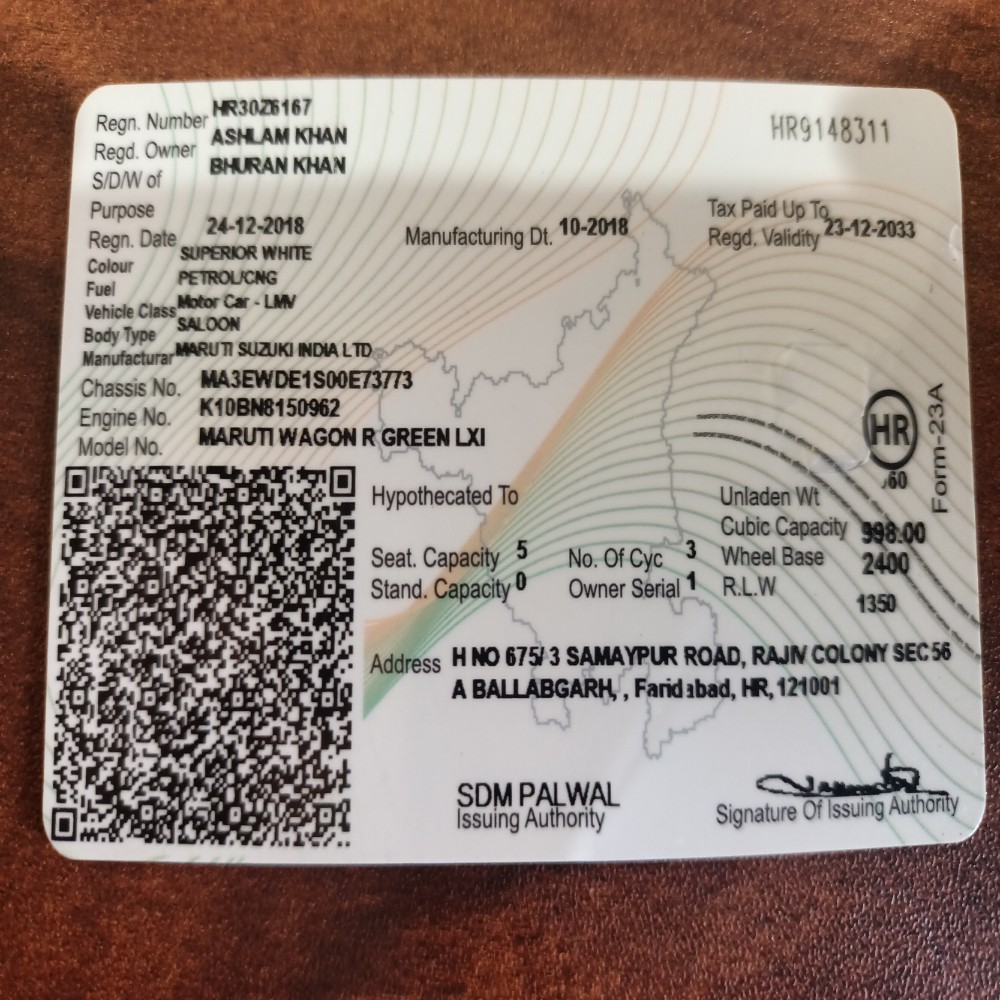 Regn. Number HR30Z6167 HR9148311
Regd. Owner ASHLAM KHAN
S/D/W of BHURAN KHAN
Purpose
Regn. Date 24-12-2018 Manufacturing Dt. 10-2018 Tax Paid Up To
Regd. Validity 23-12-2033
Colour SUPERIOR WHITE
Fuel PETROL/CNG
Vehicle Class Motor Car - LMV
Body Type SALOON
Manufacturar MARUTI SUZUKI INDIA LTD
Chassis No. MA3EWDE1S00E73773
Engine No. K10BN8150962
Model No. MARUTI WAGON R GREEN LXI
HR
Form-23A
Hypothecated To Unladen Wt
Cubic Capacity 998.00
Seat. Capacity 5 No. Of Cyc 3 Wheel Base 2400
Stand. Capacity 0 Owner Serial 1 R.L.W 1350
Address H NO 675/ 3 SAMAYPUR ROAD, RAJIV COLONY SEC 56
A BALLABGARH, , Faridabad, HR, 121001
SDM PALWAL
Issuing Authority
Signature Of Issuing Authority